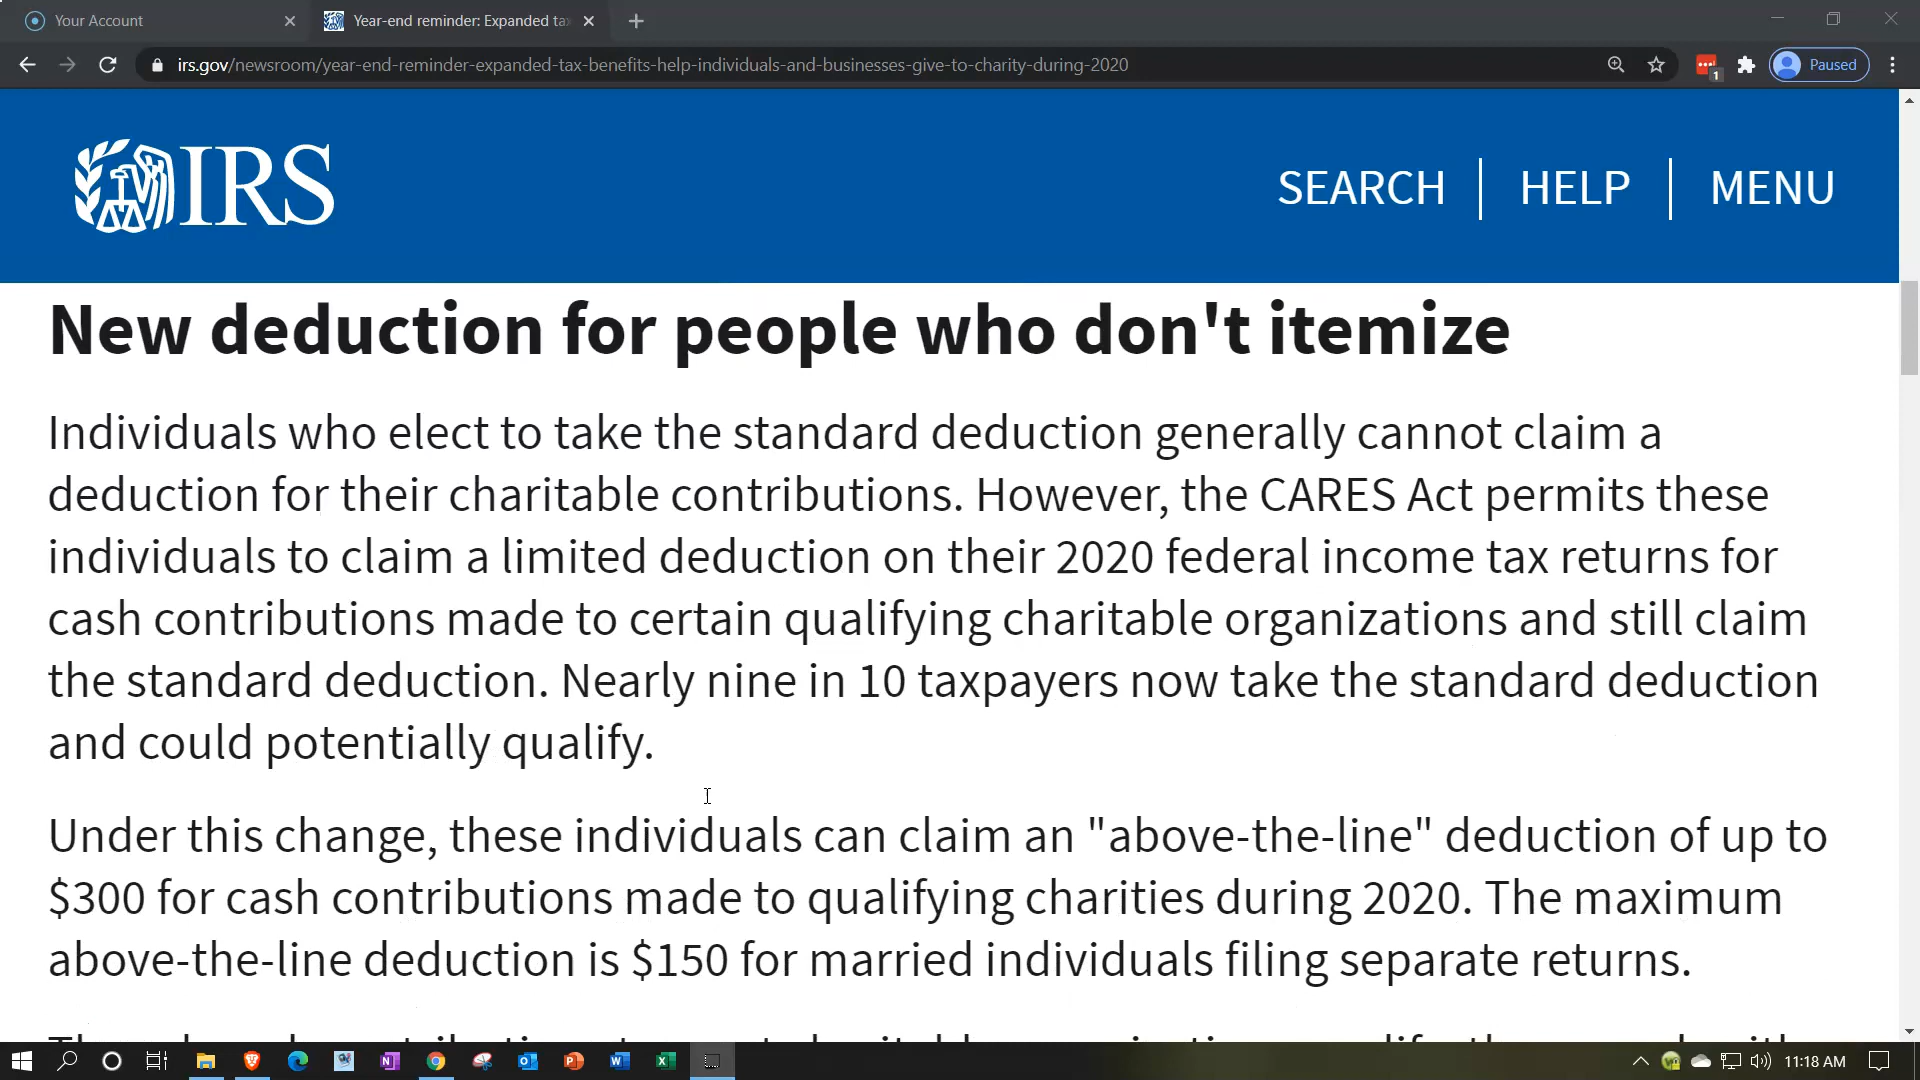 Your Account
Year-end reminder: Expanded ta
irs.gov/newsroom/year-end-reminder-expanded-tax-benefits-help-individuals-and-businesses-give-to-charity-during-2020
1
Paused
IRS
SEARCH
HELP
MENU
New deduction for people who don't itemize
Individuals who elect to take the standard deduction generally cannot claim a
deduction for their charitable contributions. However, the CARES Act permits these
individuals to claim a limited deduction on their 2020 federal income tax returns for
cash contributions made to certain qualifying charitable organizations and still claim
the standard deduction. Nearly nine in 10 taxpayers now take the standard deduction
and could potentially qualify.
Under this change, these individuals can claim an "above-the-line" deduction of up to
$300 for cash contributions made to qualifying charities during 2020. The maximum
above-the-line deduction is $150 for married individuals filing separate returns.
11:18 AM